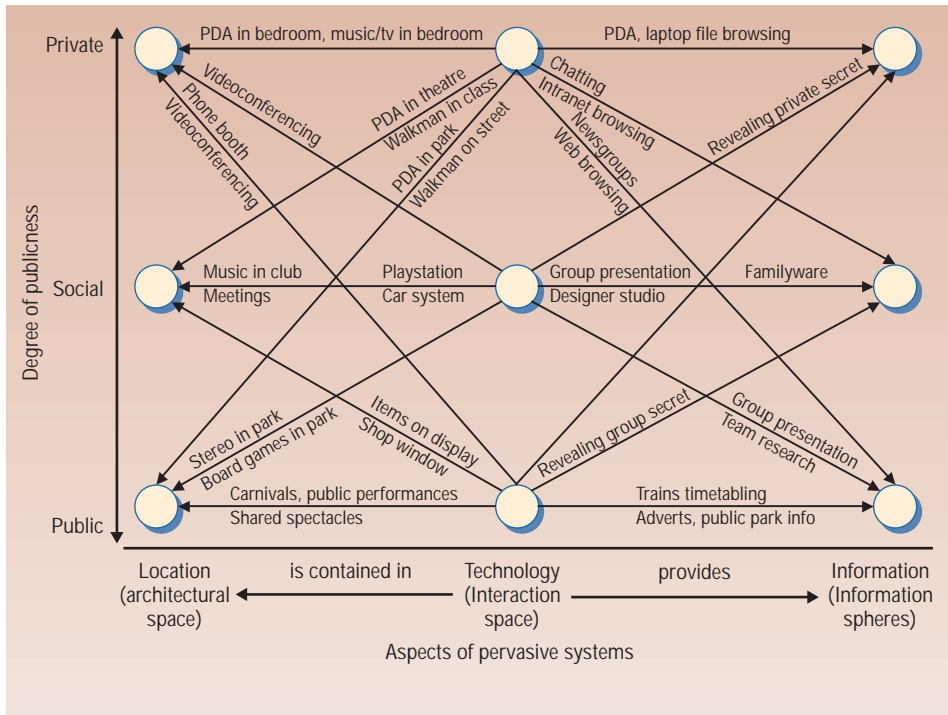 Private
PDA in bedroom, music/tv in bedroom
PDA, laptop file browsing
Videoconferencing
Phone booth
Videoconferencing
PDA in theatre
Walkman in class
PDA in park
Walkman on street
Chatting
Intranet browsing
Newsgroups
Web browsing
Revealing private secret
Degree of publicness
Social
Music in club
Meetings
Playstation
Car system
Group presentation
Designer studio
Familyware
Stereo in park
Board games in park
Items on display
Shop window
Revealing group secret
Group presentation
Team research
Public
Carnivals, public performances
Shared spectacles
Trains timetabling
Adverts, public park info
Location
(architectural
space)
is contained in
Technology
(Interaction
space)
provides
Information
(Information
spheres)
Aspects of pervasive systems